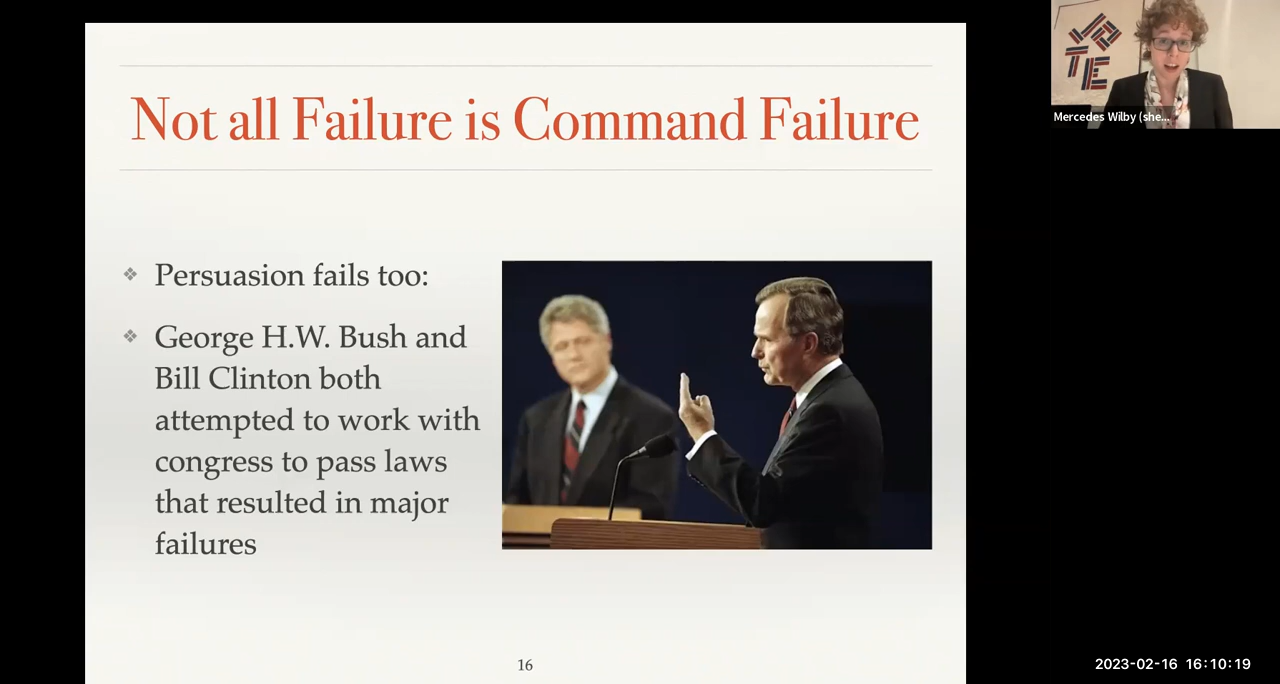 Not all Failure is Command Failure
Persuasion fails too:
George H.W. Bush and
Bill Clinton both
attempted to work with
congress to pass laws
that resulted in major
failures
16
VOTE
Mercedes Wilby (she...
2023-02-16 16:10:19